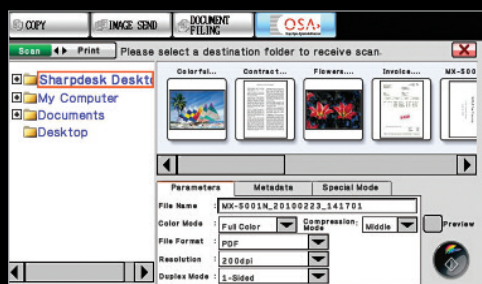 COPY
IMAGE SEND
DOCUMENT FILING
OSA
Scan Print Please select a destination folder to receive scan.
Sharpdesk Deskt
My Computer
Documents
Desktop
Colorful...
Contract...
Flowers....
Invoice....
MX-500
Parameters
Metadata
Special Mode
File Name : MX-5001N_20100223_141701
Color Mode : Full Color
Compression: Mode Middle
Preview
File Format : PDF
Resolution : 200dpi
Duplex Mode : 1-Sided